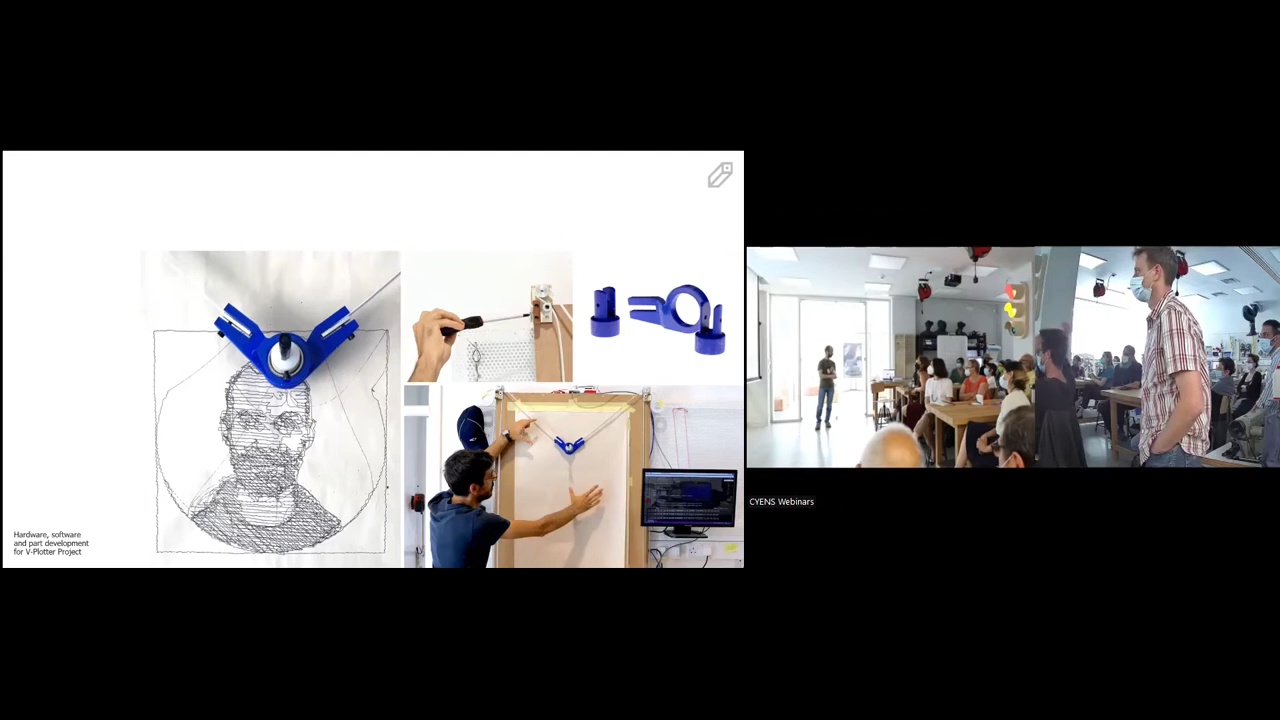 Hardware, software
and part development
for V-Plotter Project
CYENS Webinars